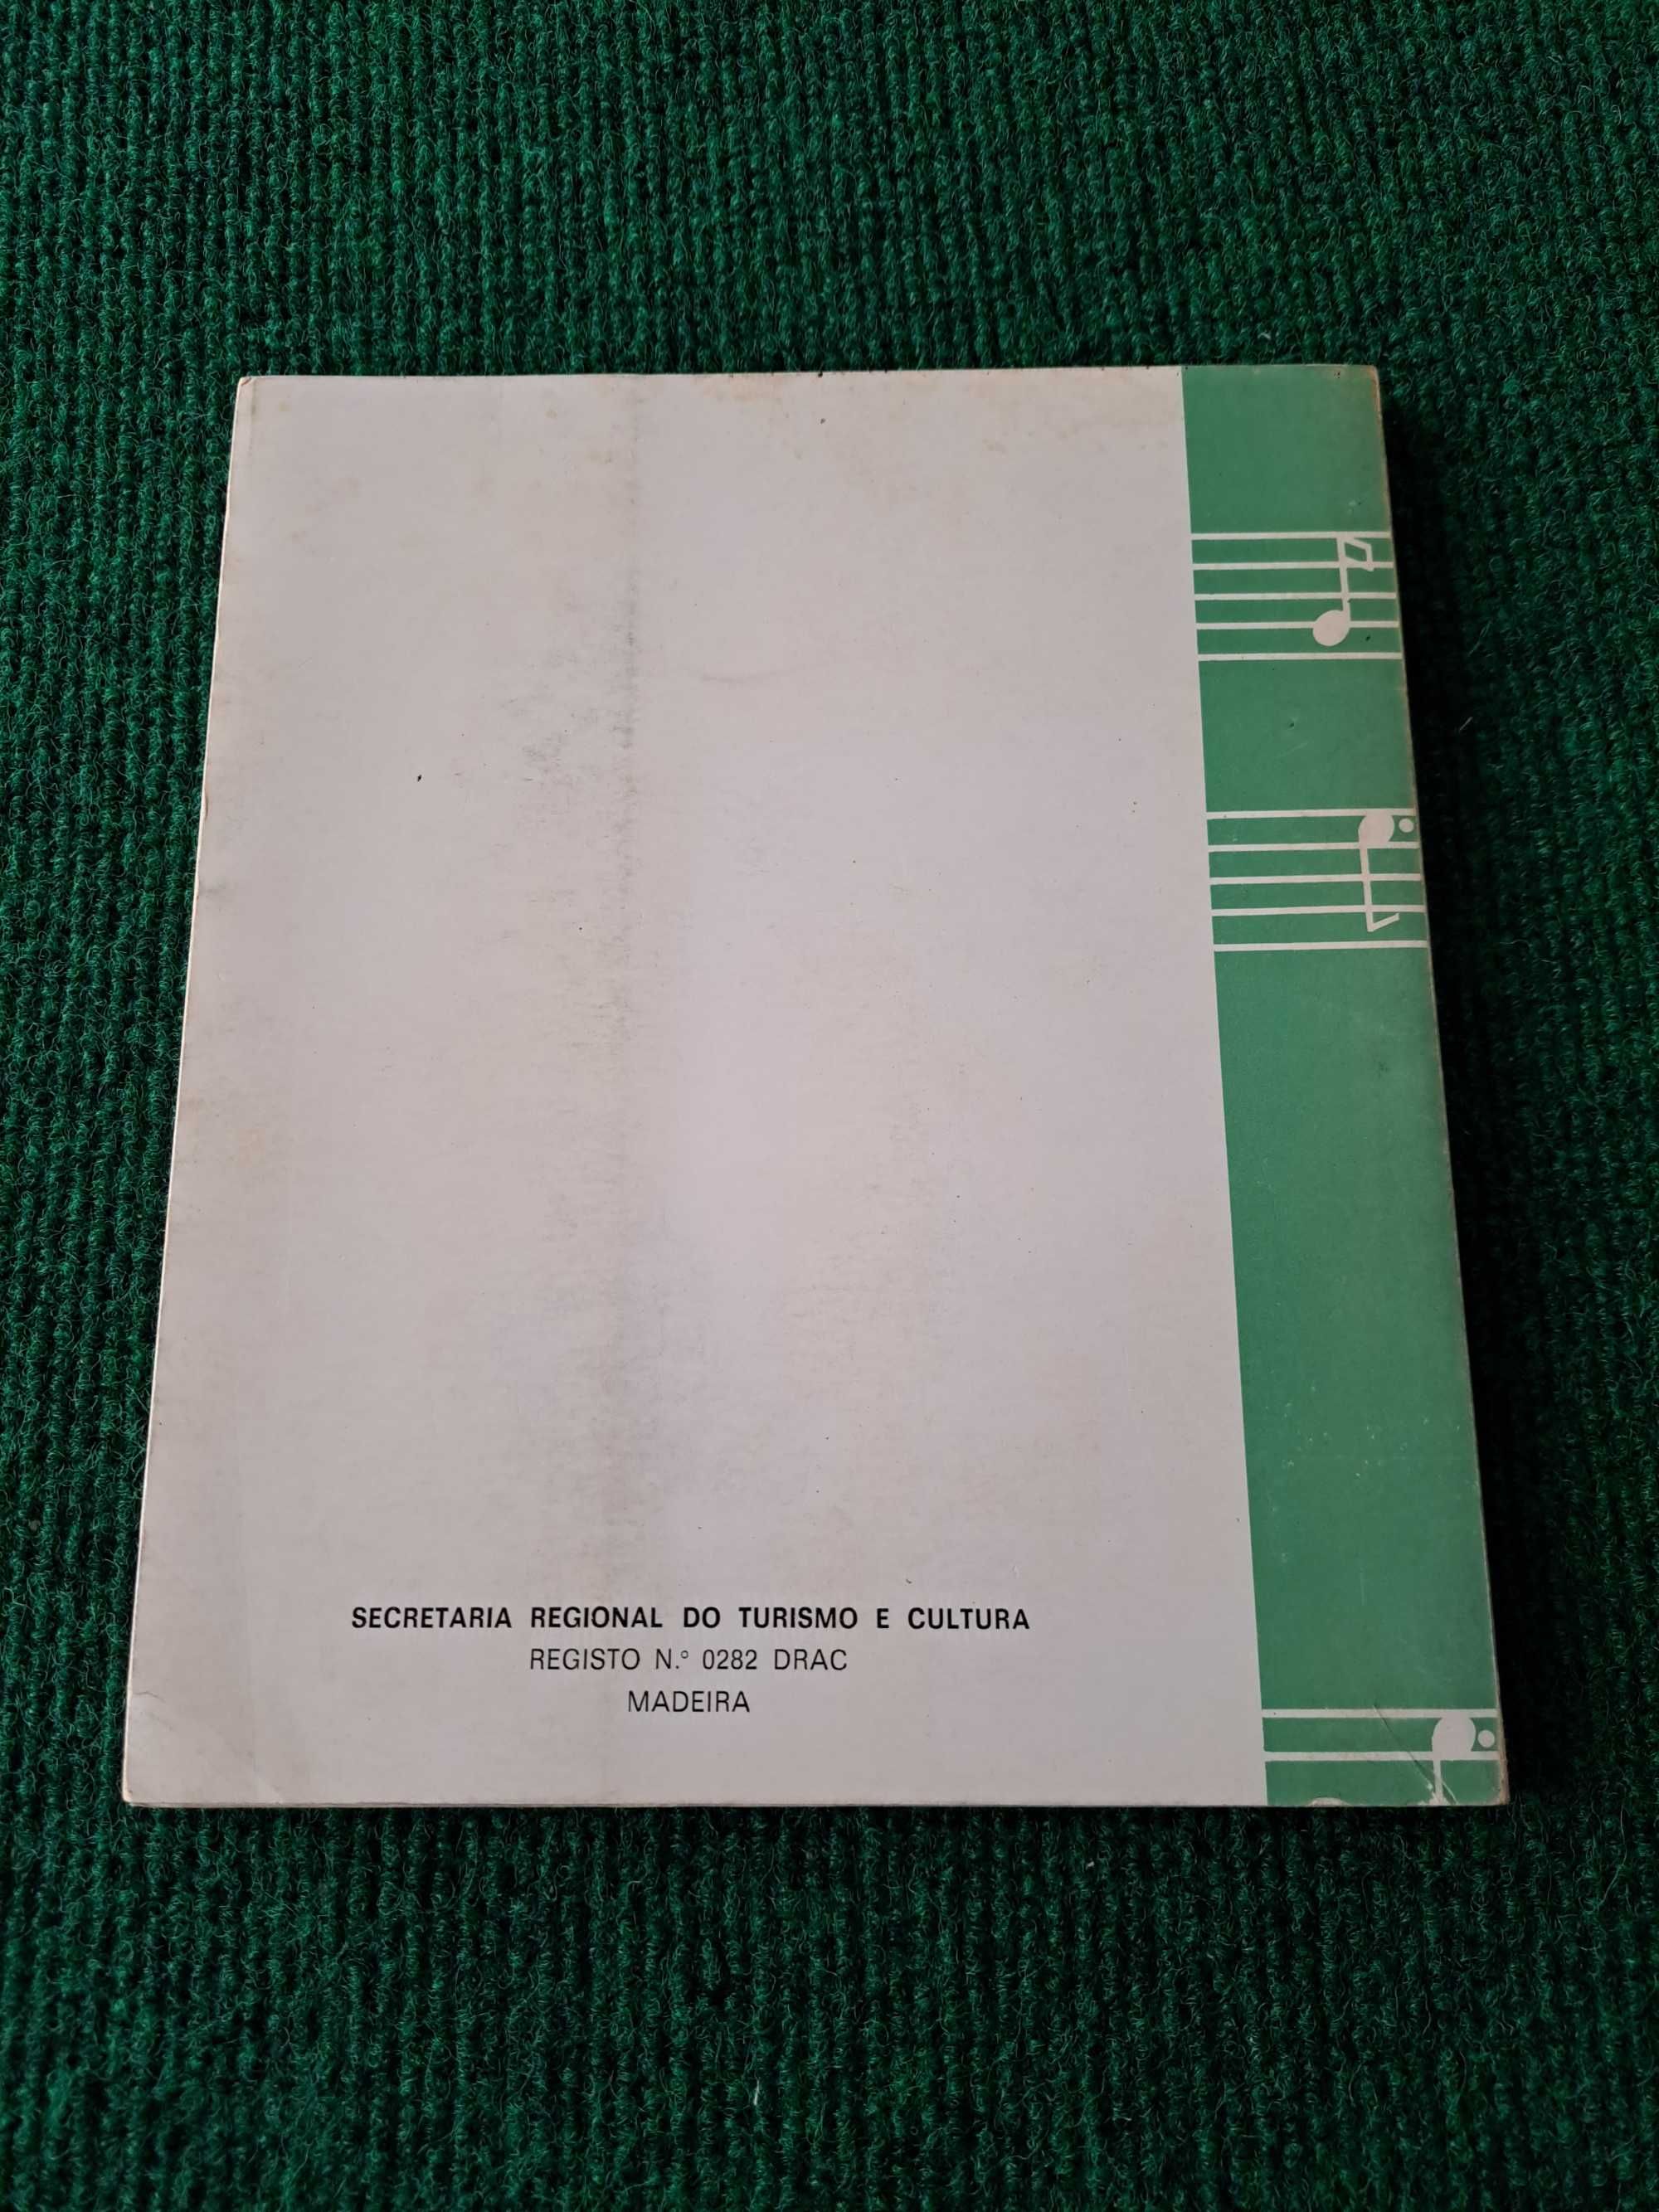 SECRETARIA REGIONAL DO TURISMO E CULTURA
REGISTO N.º 0282 DRAC
MADEIRA